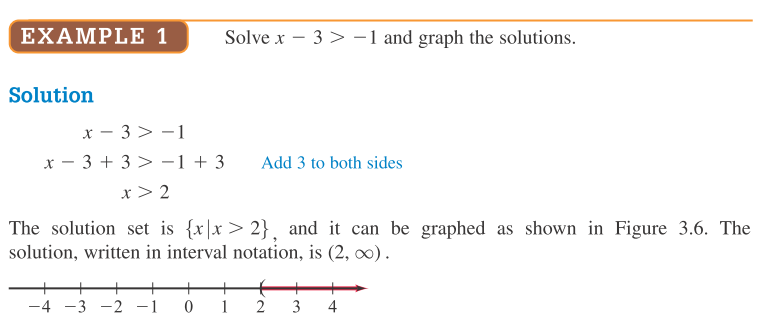 EXAMPLE 1 Solve x − 3 > −1 and graph the solutions.
Solution
x − 3 > −1
x − 3 + 3 > −1 + 3 Add 3 to both sides
x > 2
The solution set is {x|x > 2}, and it can be graphed as shown in Figure 3.6. The
solution, written in interval notation, is (2, ∞).
−4 −3 −2 −1 0 1 2 3 4